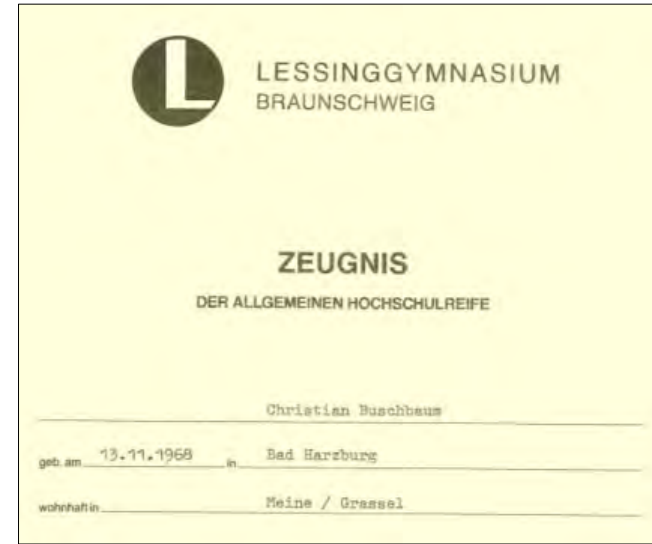 L
LESSINGGYMNASIUM
BRAUNSCHWEIG
ZEUGNIS
DER ALLGEMEINEN HOCHSCHULREIFE
Christian Buschbaum
geb. am 13.11.1968 in Bad Harzburg
wohnhaft in Meine / Grassel